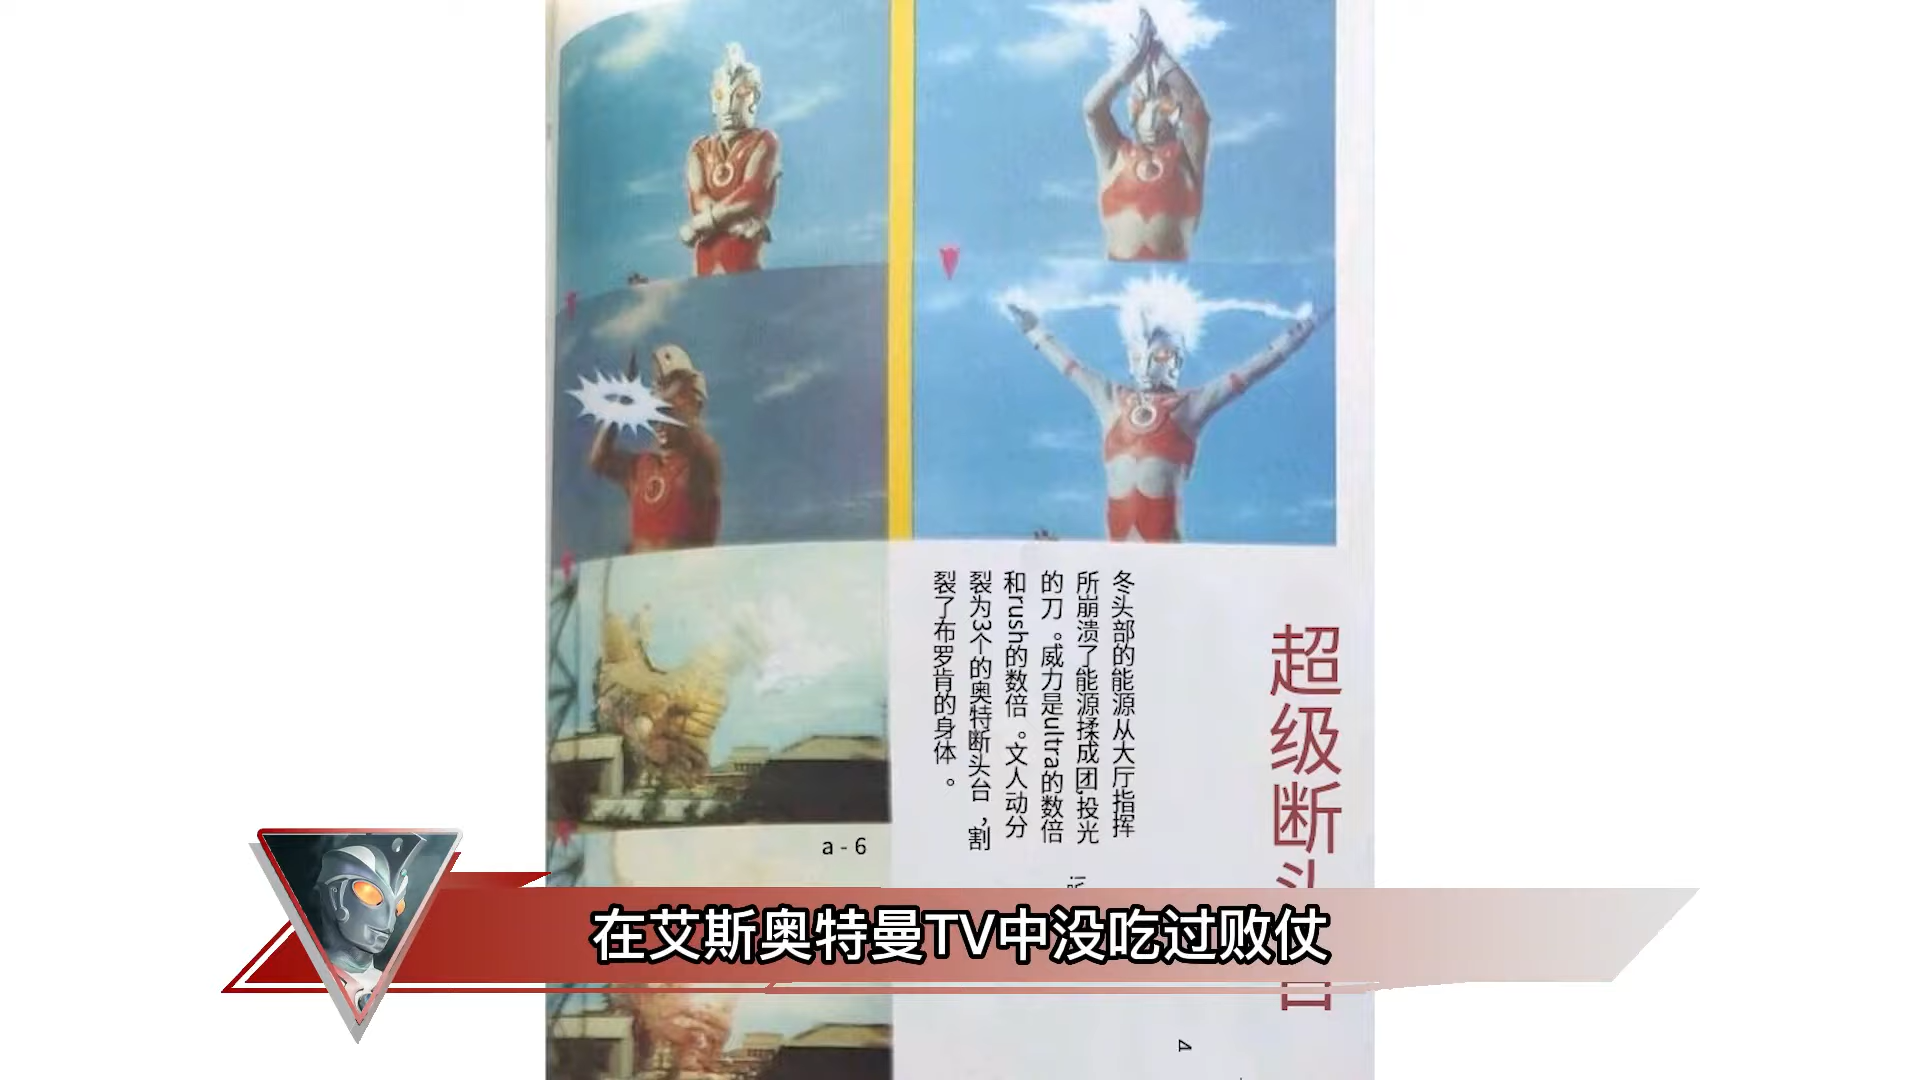 超级断头台
冬头部的能源从大厅指挥
所崩溃了能源揉成团,投光
的刀。威力是ultra的数倍
和rush的数倍。文人动分
裂为3个的奥特断头台,割
裂了布罗肯的身体。
a - 6
在艾斯奥特曼TV中没吃过败仗
4